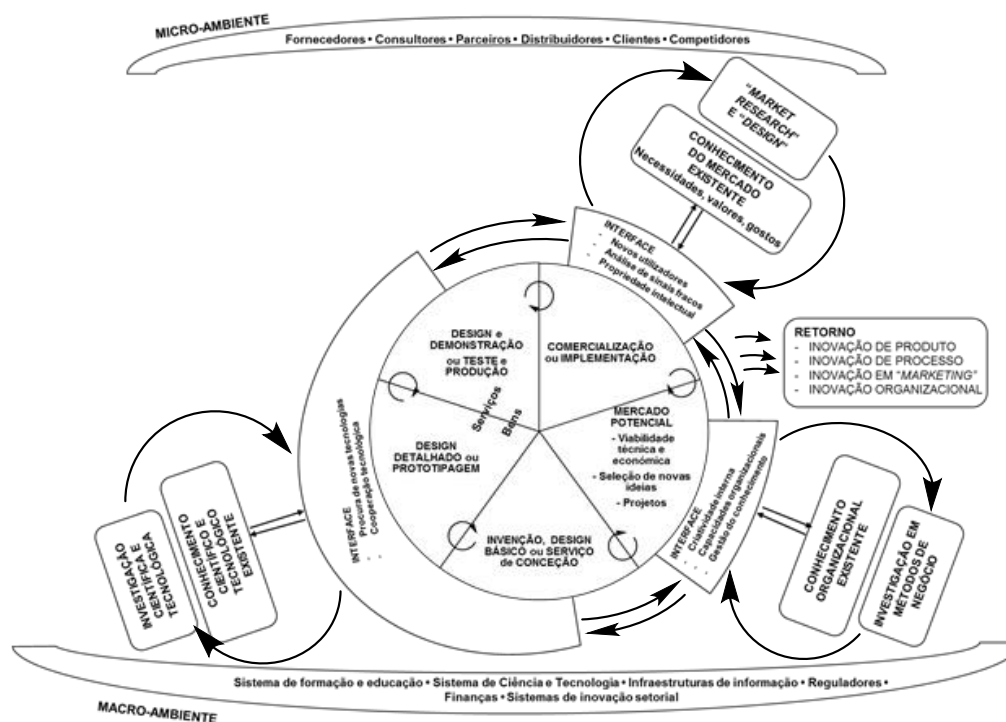 MICRO-AMBIENTE
Fornecedores • Consultores • Parceiros • Distribuidores • Clientes • Competidores
"MARKET
RESEARCH"
E "DESIGN"
CONHECIMENTO
DO MERCADO
EXISTENTE
Necessidades, valores, gostos
INTERFACE
- Novos utilizadores
- Análise de sinais fracos
- Propriedade intelectual
DESIGN e
DEMONSTRAÇÃO
ou TESTE e
PRODUÇÃO
COMERCIALIZAÇÃO
ou IMPLEMENTAÇÃO
RETORNO
- INOVAÇÃO DE PRODUTO
- INOVAÇÃO DE PROCESSO
- INOVAÇÃO EM "MARKETING"
- INOVAÇÃO ORGANIZACIONAL
Serviços
Bens
MERCADO
POTENCIAL
- Viabilidade
técnica e
económica
- Seleção de novas
ideias
- Projetos
DESIGN
DETALHADO ou
PROTOTIPAGEM
INVENÇÃO, DESIGN
BÁSICO ou SERVIÇO
de CONCEÇÃO
INTERFACE
- Procura de novas tecnologias
- Cooperação tecnológica
INTERFACE
- Criatividade interna
- Capacidades organizacionais
- Gestão do conhecimento
INVESTIGAÇÃO
CIENTÍFICA E
TECNOLÓGICA
CONHECIMENTO
CIENTÍFICO E
TECNOLÓGICO
EXISTENTE
CONHECIMENTO
ORGANIZACIONAL
EXISTENTE
INVESTIGAÇÃO EM
MÉTODOS DE
NEGÓCIO
Sistema de formação e educação • Sistema de Ciência e Tecnologia • Infraestruturas de informação • Reguladores •
Finanças • Sistemas de inovação setorial
MACRO-AMBIENTE